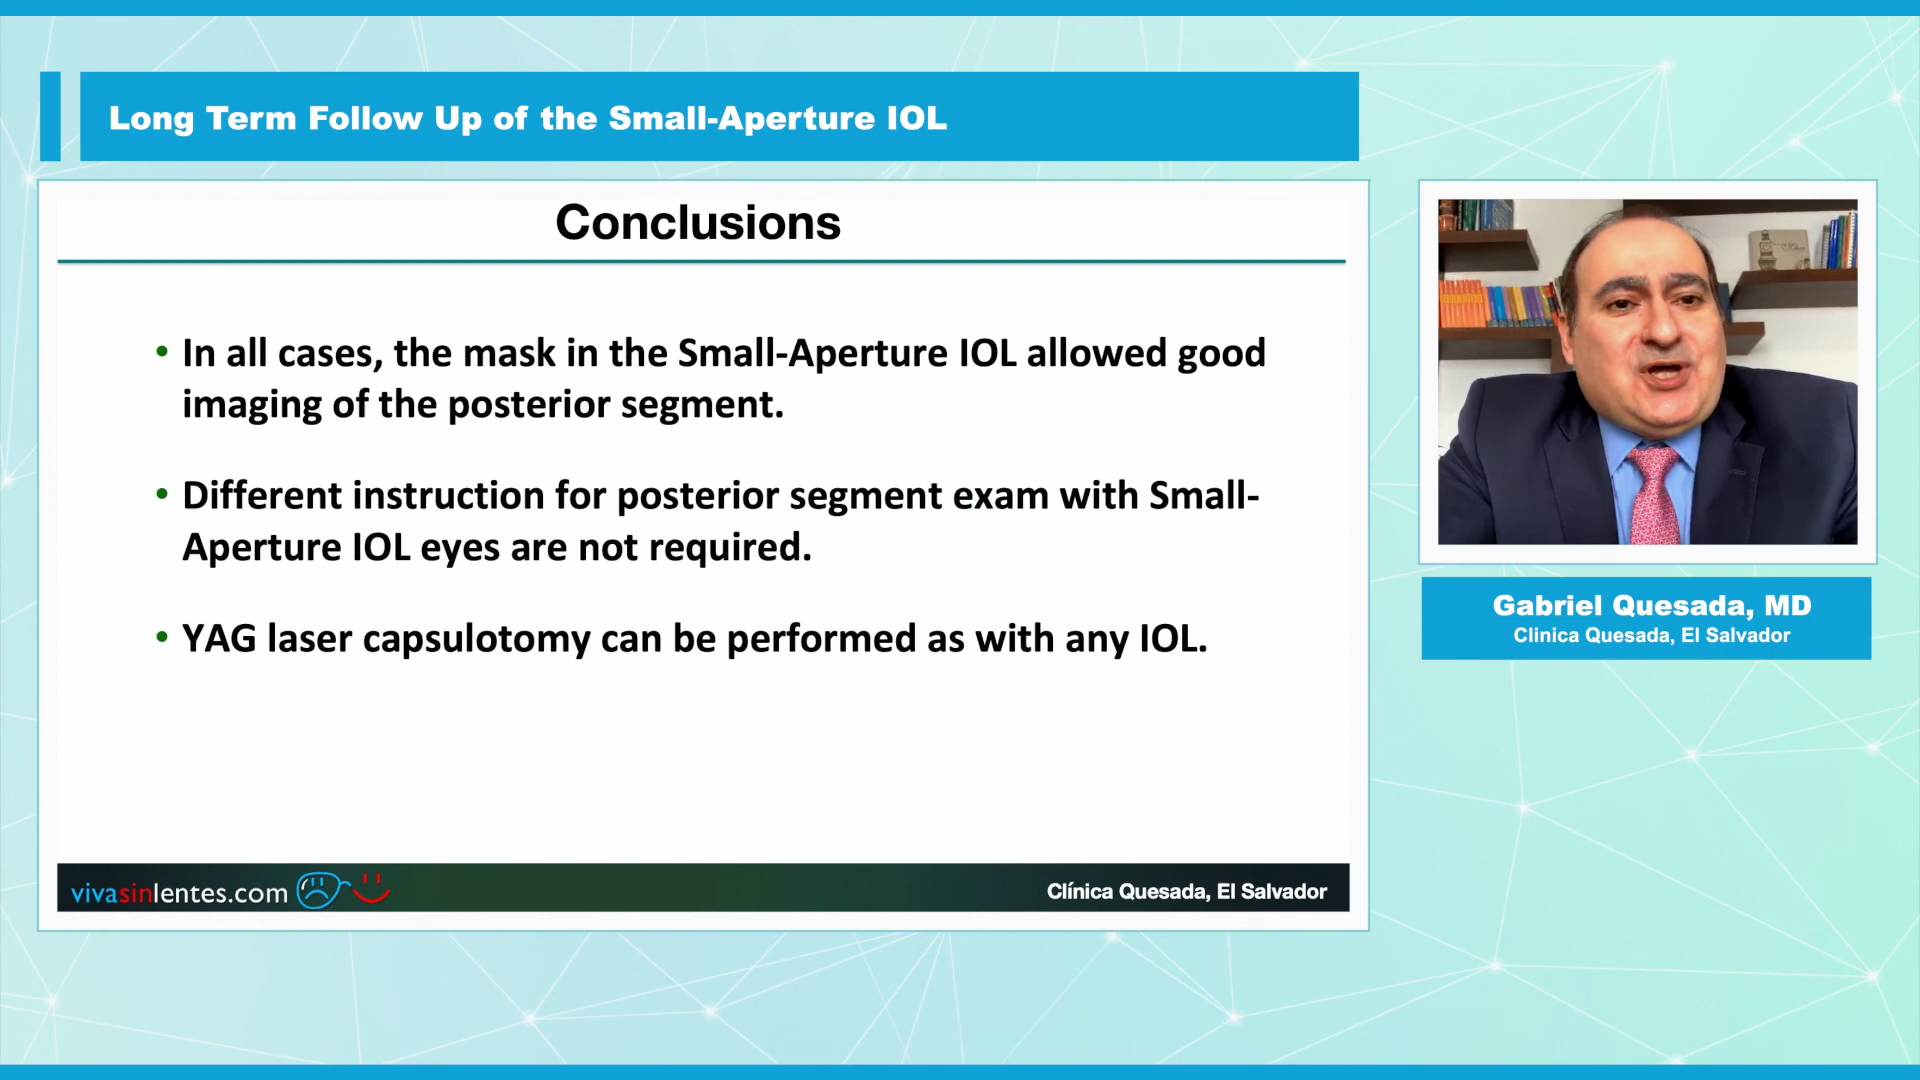 Long Term Follow Up of the Small-Aperture IOL
Conclusions
• In all cases, the mask in the Small-Aperture IOL allowed good
imaging of the posterior segment.
• Different instruction for posterior segment exam with Small-
Aperture IOL eyes are not required.
• YAG laser capsulotomy can be performed as with any IOL.
vivasinlentes.com
Clínica Quesada, El Salvador
Gabriel Quesada, MD
Clinica Quesada, El Salvador